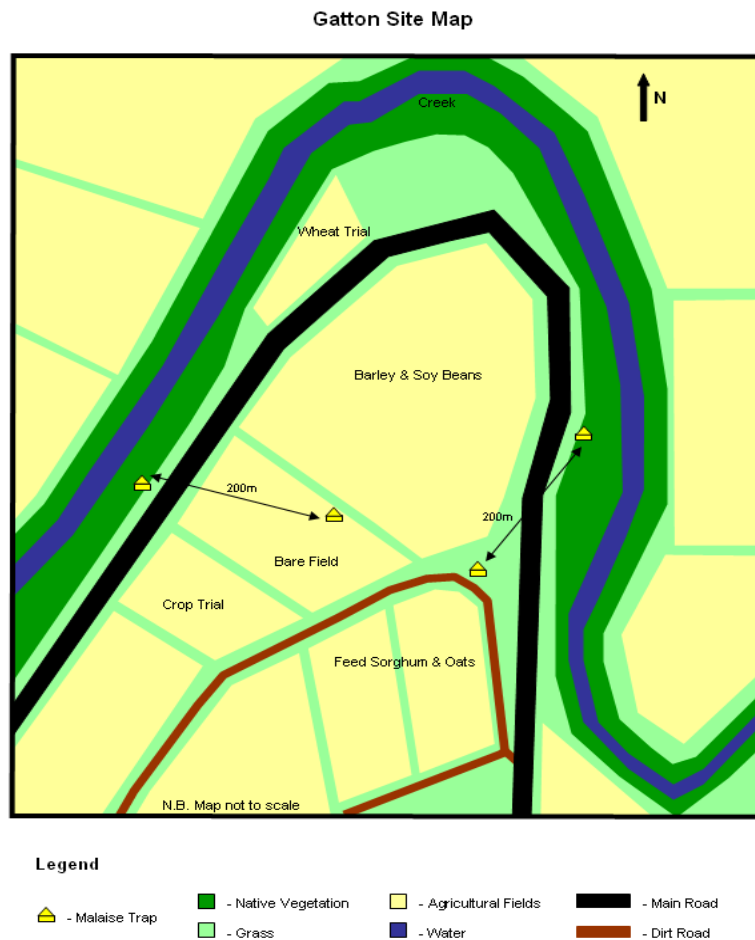 Gatton Site Map
Creek
N
Wheat Trial
Barley & Soy Beans
200m
200m
Bare Field
Crop Trial
Feed Sorghum & Oats
N.B. Map not to scale
Legend
- Malaise Trap
- Native Vegetation
- Agricultural Fields
- Main Road
- Grass
- Water
- Dirt Road